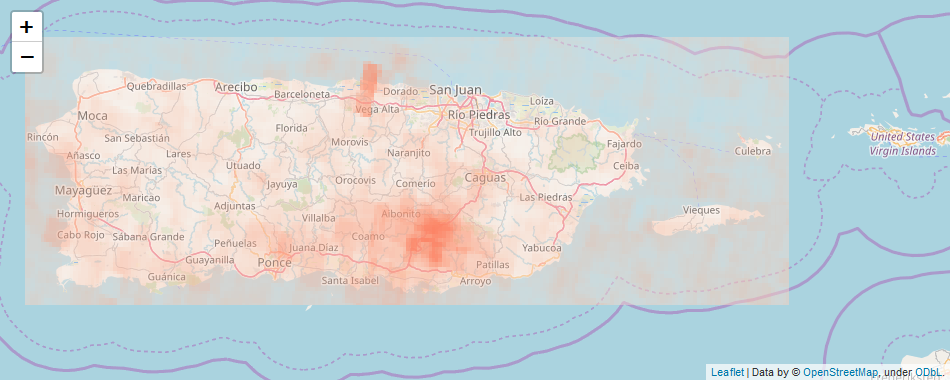 +
−
Quebradillas
Arecibo
Barceloneta
Dorado
San Juan
Loíza
Moca
Vega Alta
Río Piedras
Río Grande
Rincón
San Sebastián
Florida
Morovis
Trujillo Alto
Fajardo
United States
Virgin Islands
Añasco
Lares
Naranjito
Culebra
Las Marías
Utuado
Ceiba
Mayagüez
Maricao
Jayuya
Orocovis
Comerío
Caguas
Las Piedras
Hormigueros
Adjuntas
Villalba
Aibonito
Vieques
Cabo Rojo
Sábana Grande
Peñuelas
Juana Díaz
Coamo
Yabucoa
Guayanilla
Ponce
Patillas
Guánica
Santa Isabel
Arroyo
Leaflet | Data by © OpenStreetMap, under ODbL.